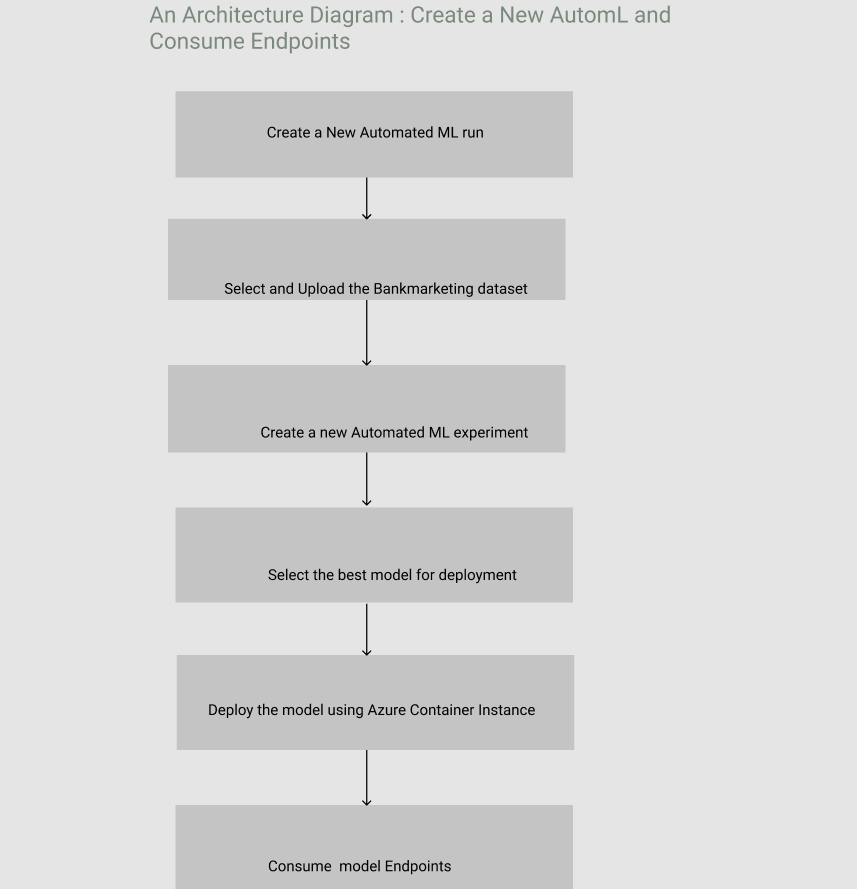 An Architecture Diagram : Create a New AutomL and
Consume Endpoints
Create a New Automated ML run
Select and Upload the Bankmarketing dataset
Create a new Automated ML experiment
Select the best model for deployment
Deploy the model using Azure Container Instance
Consume  model Endpoints